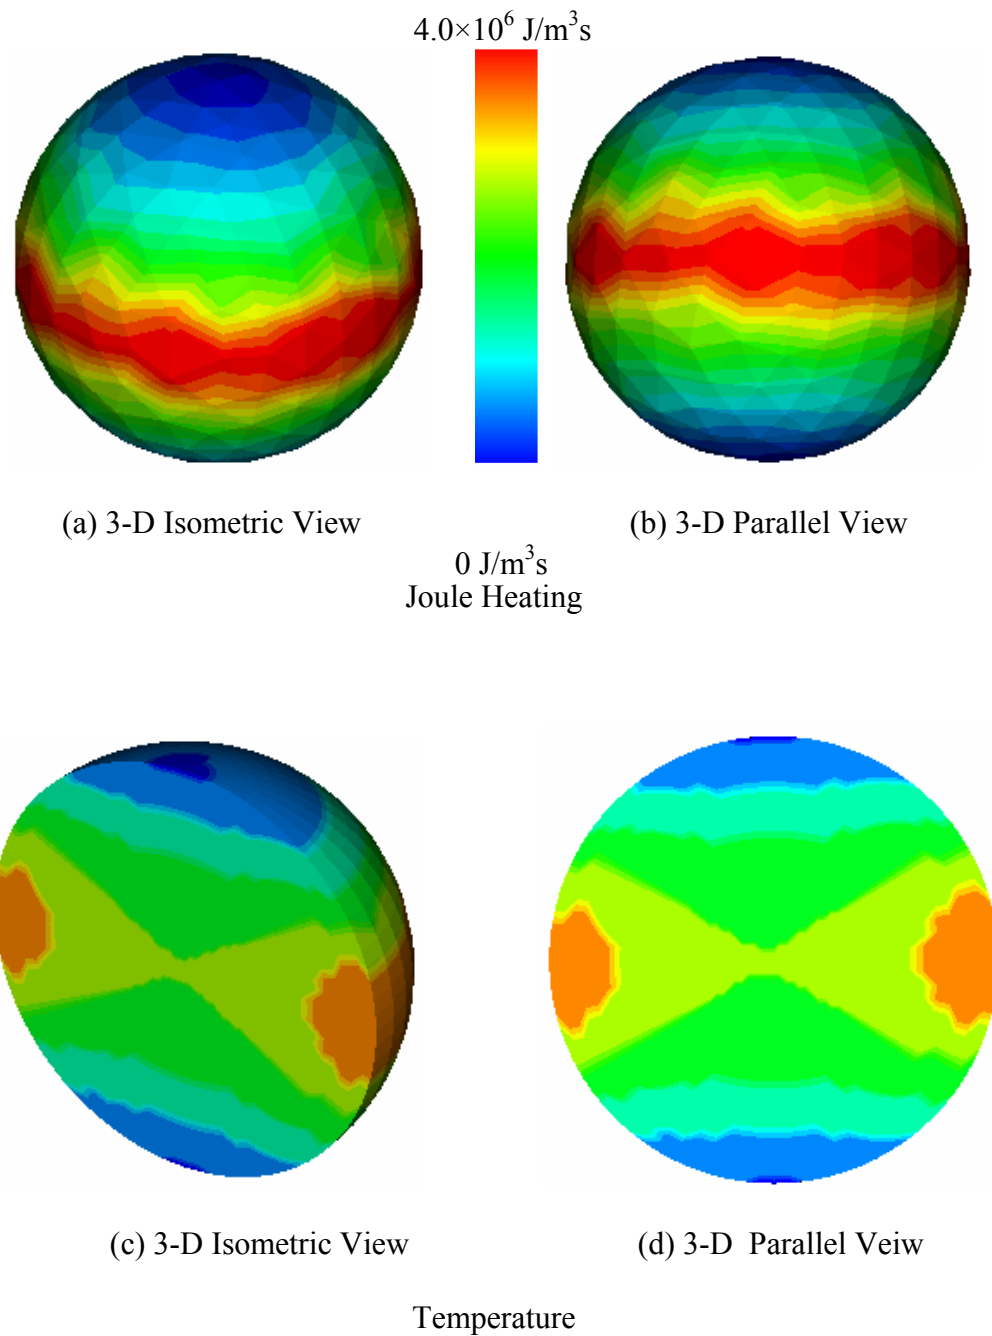 4.0×10⁶ J/m³s
(a) 3-D Isometric View
(b) 3-D Parallel View
0 J/m³s
Joule Heating
(c) 3-D Isometric View
(d) 3-D Parallel Veiw
Temperature